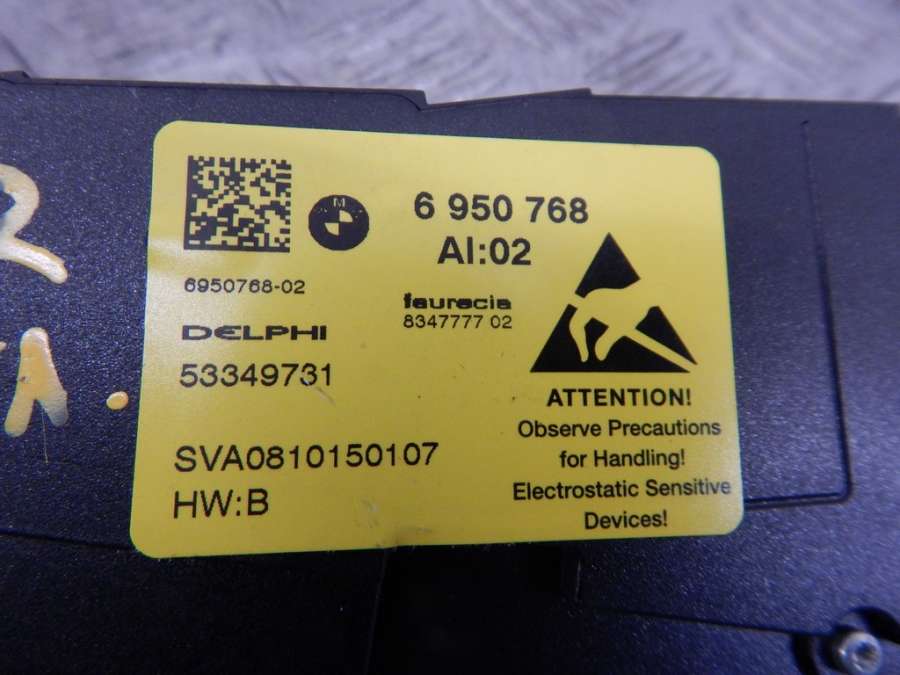 R
6 950 768
AI:02
6950768-02
faurecia
8347777 02
DELPHI
53349731
ATTENTION!
Observe Precautions
for Handling!
Electrostatic Sensitive
Devices!
SVA0810150107
HW:B